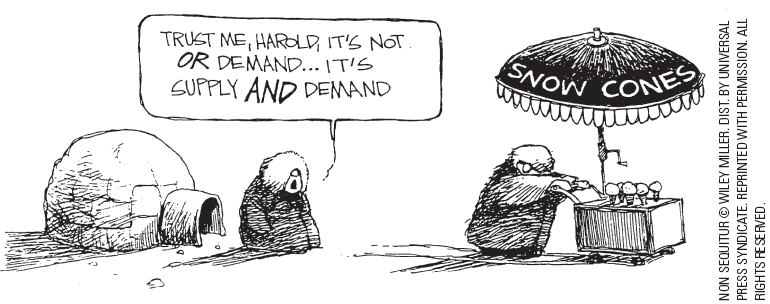 TRUST ME, HAROLD, IT'S NOT
OR DEMAND... IT'S
SUPPLY AND DEMAND
SNOW CONES
NON SEQUITUR © WILEY MILLER. DIST. BY UNIVERSAL
PRESS SYNDICATE. REPRINTED WITH PERMISSION. ALL
RIGHTS RESERVED.